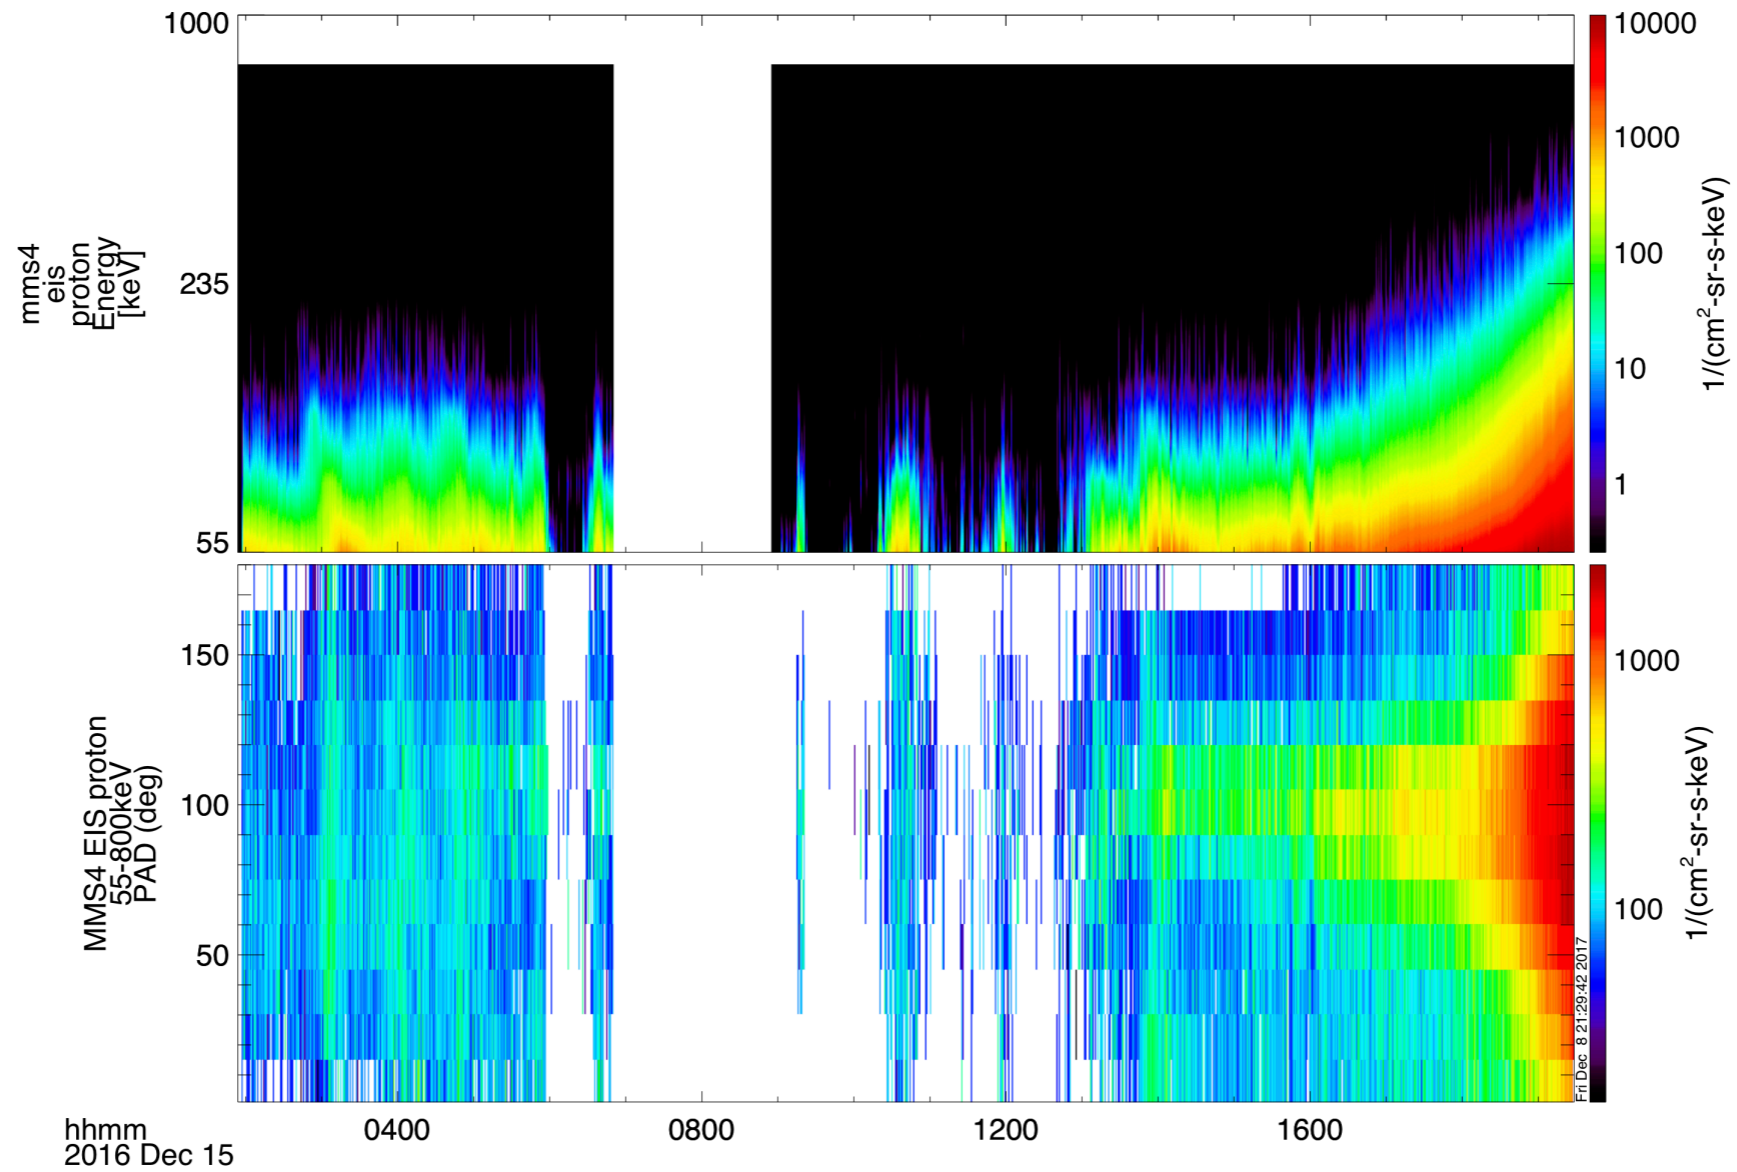 1000
235
55
mms4
eis
proton
Energy
[keV]
10000
1000
100
10
1
1/(cm²-sr-s-keV)
150
100
50
MMS4 EIS proton
55-800keV
PAD (deg)
1000
100
1/(cm²-sr-s-keV)
Fri Dec 8 21:29:42 2017
0400 0800 1200 1600
hhmm
2016 Dec 15